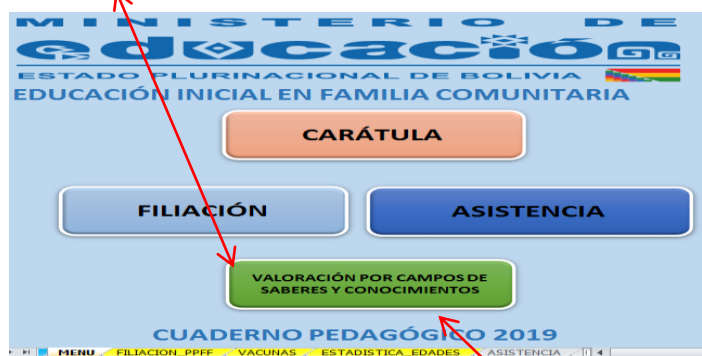 MINISTERIO DE
educación
ESTADO PLURINACIONAL DE BOLIVIA
EDUCACIÓN INICIAL EN FAMILIA COMUNITARIA
CARÁTULA
FILIACIÓN
ASISTENCIA
VALORACIÓN POR CAMPOS DE
SABERES Y CONOCIMIENTOS
CUADERNO PEDAGÓGICO 2019
MENU FILIACION_PPFF VACUNAS ESTADISTICA_EDADES ASISTENCIA